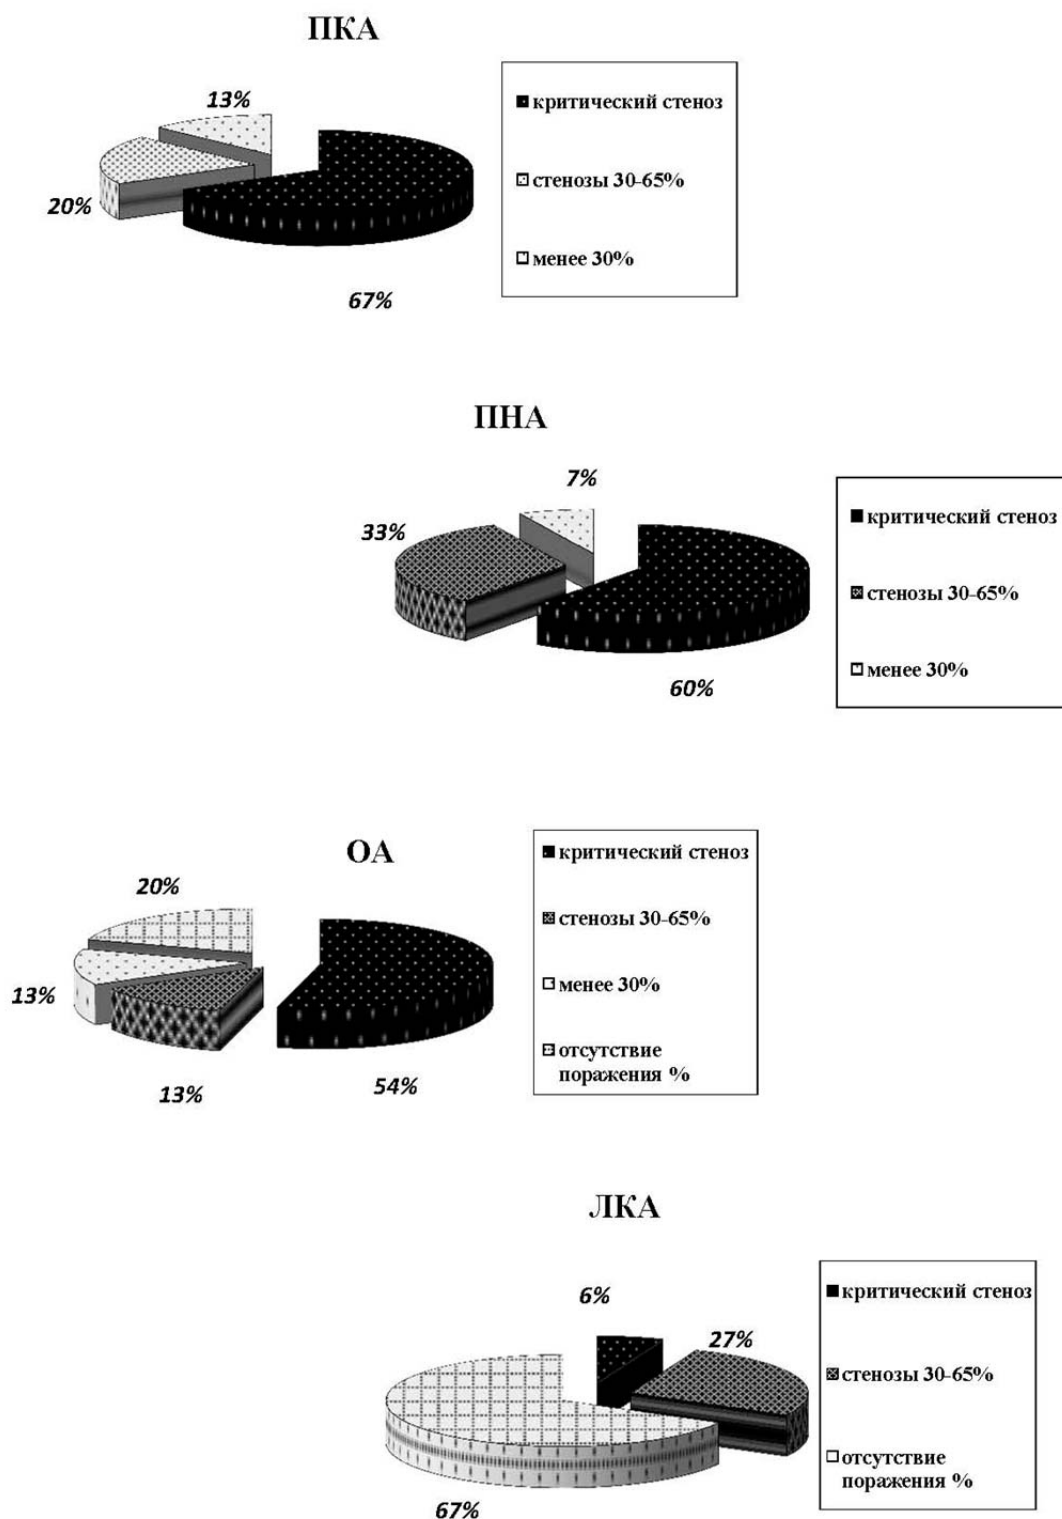 ПКА
13%
20%
67%
критический стеноз
стенозы 30-65%
менее 30%
ПНА
7%
33%
60%
критический стеноз
стенозы 30-65%
менее 30%
ОА
20%
13%
13%
54%
критический стеноз
стенозы 30-65%
менее 30%
отсутствие
поражения %
ЛКА
6%
27%
67%
критический стеноз
стенозы 30-65%
отсутствие
поражения %